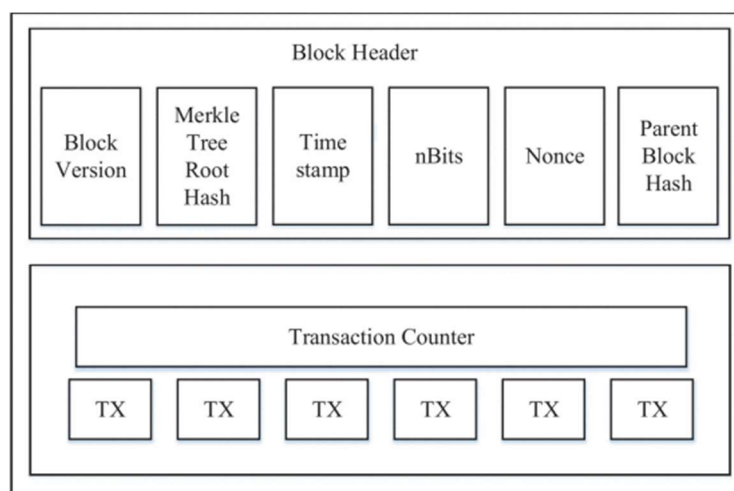 Block Header
Block
Version
Merkle
Tree
Root
Hash
Time
stamp
nBits
Nonce
Parent
Block
Hash
Transaction Counter
TX
TX
TX
TX
TX
TX